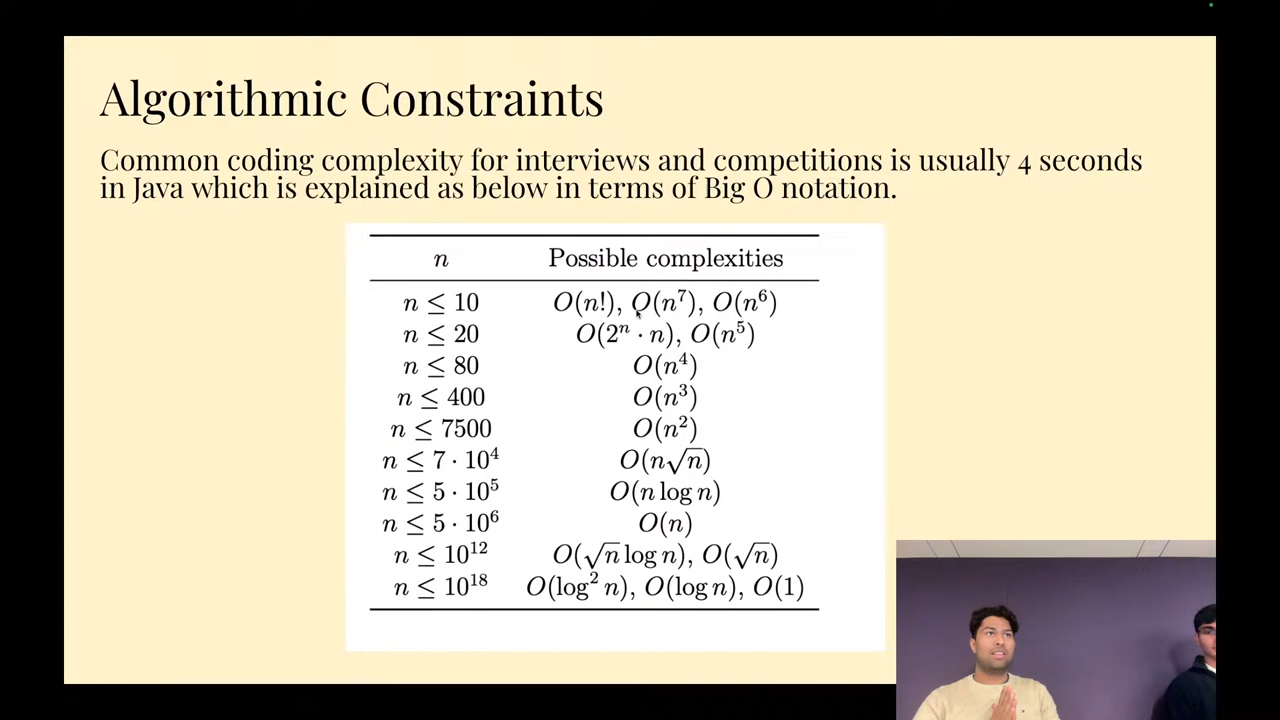 Algorithmic Constraints
Common coding complexity for interviews and competitions is usually 4 seconds
in Java which is explained as below in terms of Big O notation.
n Possible complexities
n ≤ 10 O(n!), O(n⁷), O(n⁶)
n ≤ 20 O(2ⁿ · n), O(n⁵)
n ≤ 80 O(n⁴)
n ≤ 400 O(n³)
n ≤ 7500 O(n²)
n ≤ 7 · 10⁴ O(n√n)
n ≤ 5 · 10⁵ O(n log n)
n ≤ 5 · 10⁶ O(n)
n ≤ 10¹² O(√n log n), O(√n)
n ≤ 10¹⁸ O(log² n), O(log n), O(1)